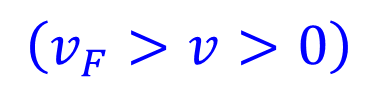 (𝑣_F > 𝑣 > 0)